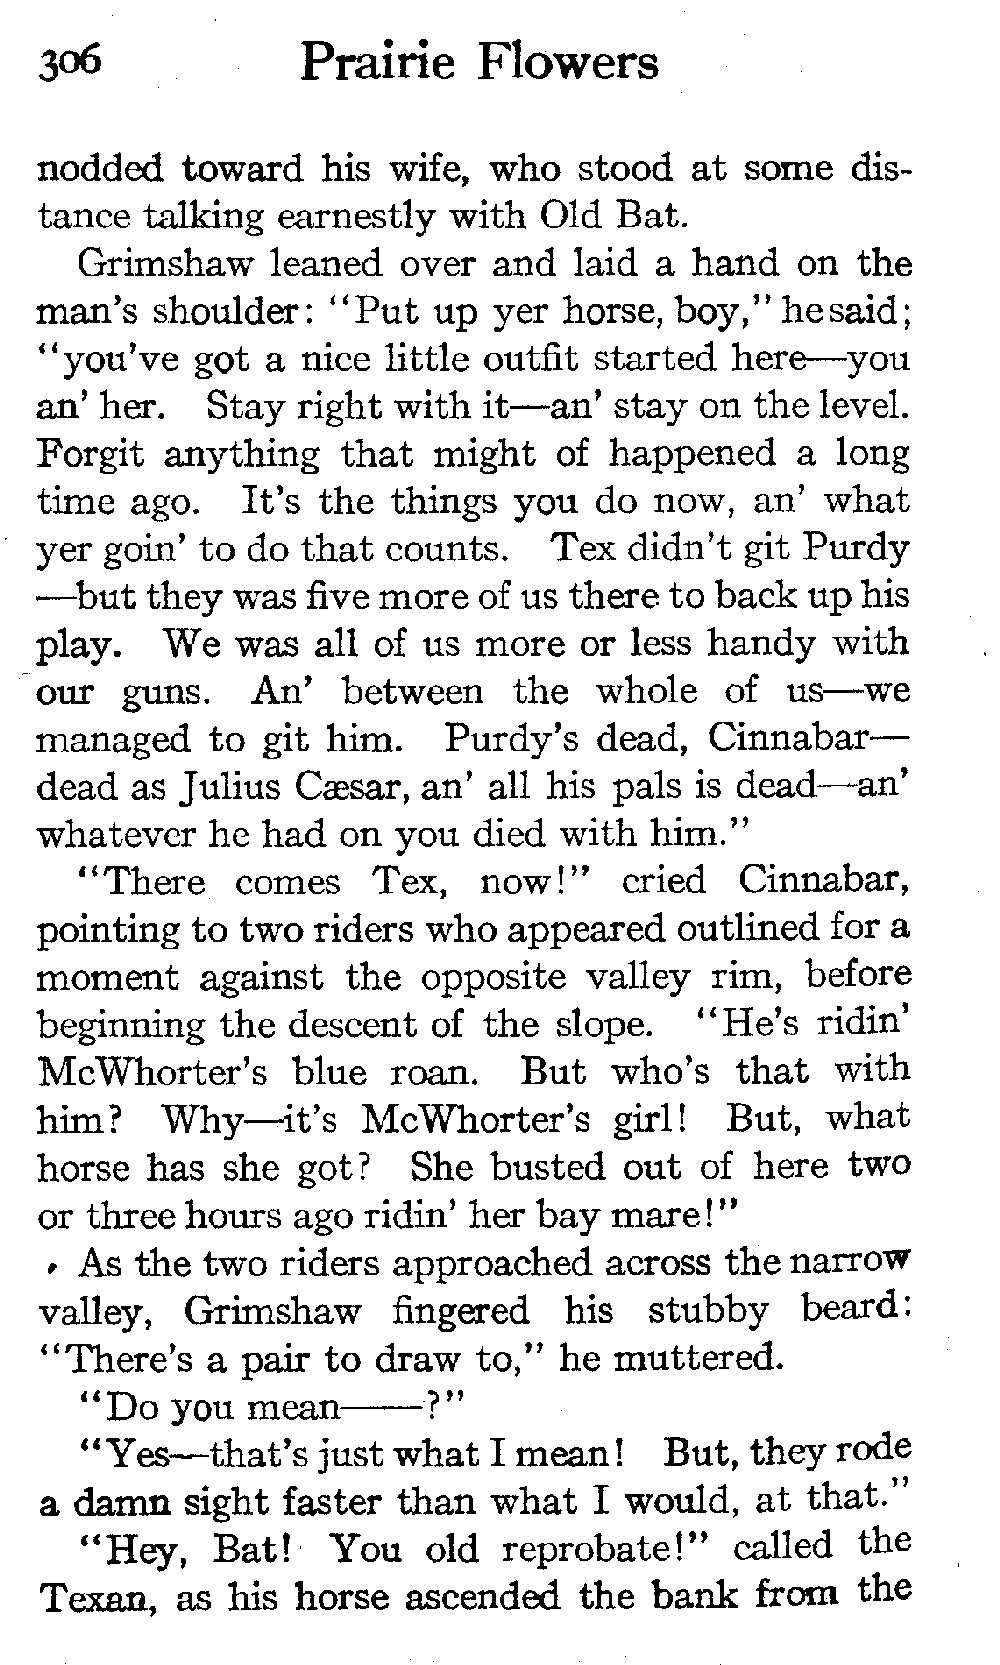 306 Prairie Flowers
nodded toward his wife, who stood at some dis-
tance talking earnestly with Old Bat.
Grimshaw leaned over and laid a hand on the
man's shoulder: "Put up yer horse, boy," he said;
"you've got a nice little outfit started here—you
an' her. Stay right with it—an' stay on the level.
Forgit anything that might of happened a long
time ago. It's the things you do now, an' what
yer goin' to do that counts. Tex didn't git Purdy
—but they was five more of us there to back up his
play. We was all of us more or less handy with
our guns. An' between the whole of us—we
managed to git him. Purdy's dead, Cinnabar—
dead as Julius Cæsar, an' all his pals is dead—an'
whatever he had on you died with him."
"There comes Tex, now!" cried Cinnabar,
pointing to two riders who appeared outlined for a
moment against the opposite valley rim, before
beginning the descent of the slope. "He's ridin'
McWhorter's blue roan. But who's that with
him? Why—it's McWhorter's girl! But, what
horse has she got? She busted out of here two
or three hours ago ridin' her bay mare!"
As the two riders approached across the narrow
valley, Grimshaw fingered his stubby beard:
"There's a pair to draw to," he muttered.
"Do you mean——?"
"Yes—that's just what I mean! But, they rode
a damn sight faster than what I would, at that."
"Hey, Bat! You old reprobate!" called the
Texan, as his horse ascended the bank from the